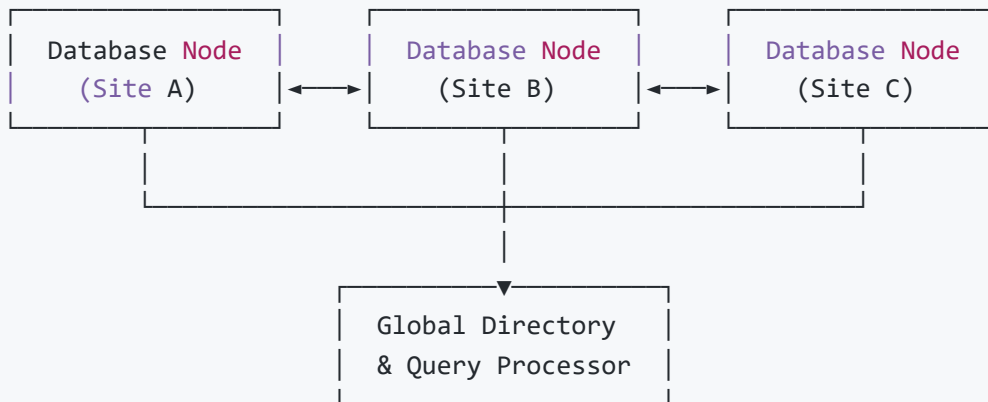 Database Node Database Node Database Node
(Site A) (Site B) (Site C)
Global Directory
& Query Processor